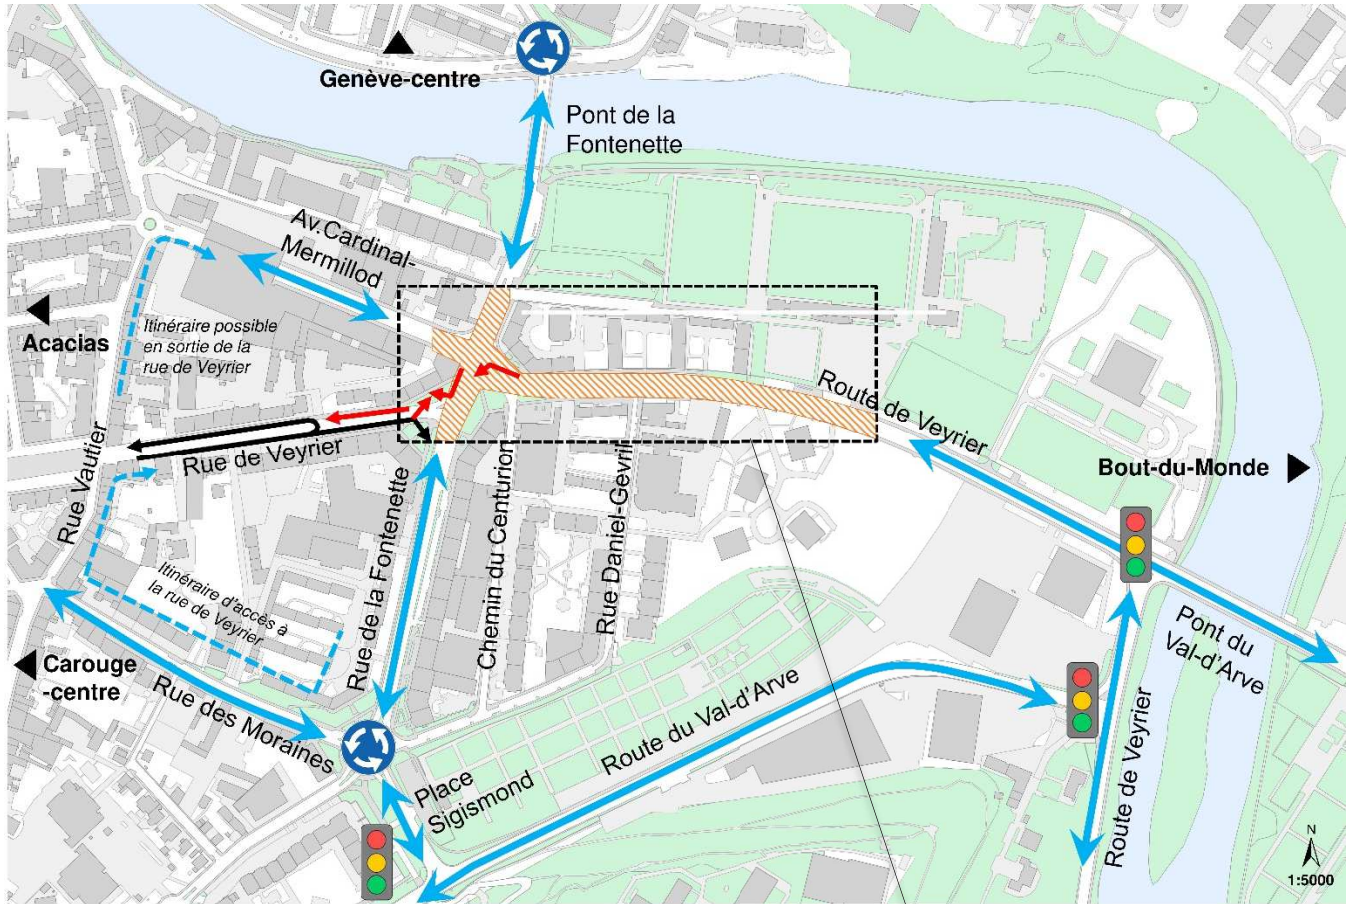 Genève-centre
Pont de la
Fontenette
Av.Cardinal-
Mermillod
Acacias
Itinéraire possible
en sortie de la
rue de Veyrier
Route de Veyrier
Bout-du-Monde
Rue de Veyrier
Rue Vautier
Rue de la Fontenette
Chemin du Centurion
Rue Daniel-Gevril
Itinéraire d'accès à
la rue de Veyrier
Carouge
-centre
Rue des Moraines
Place
Sigismond
Route du Val-d'Arve
Pont du
Val-d'Arve
Route de Veyrier
N
1:5000